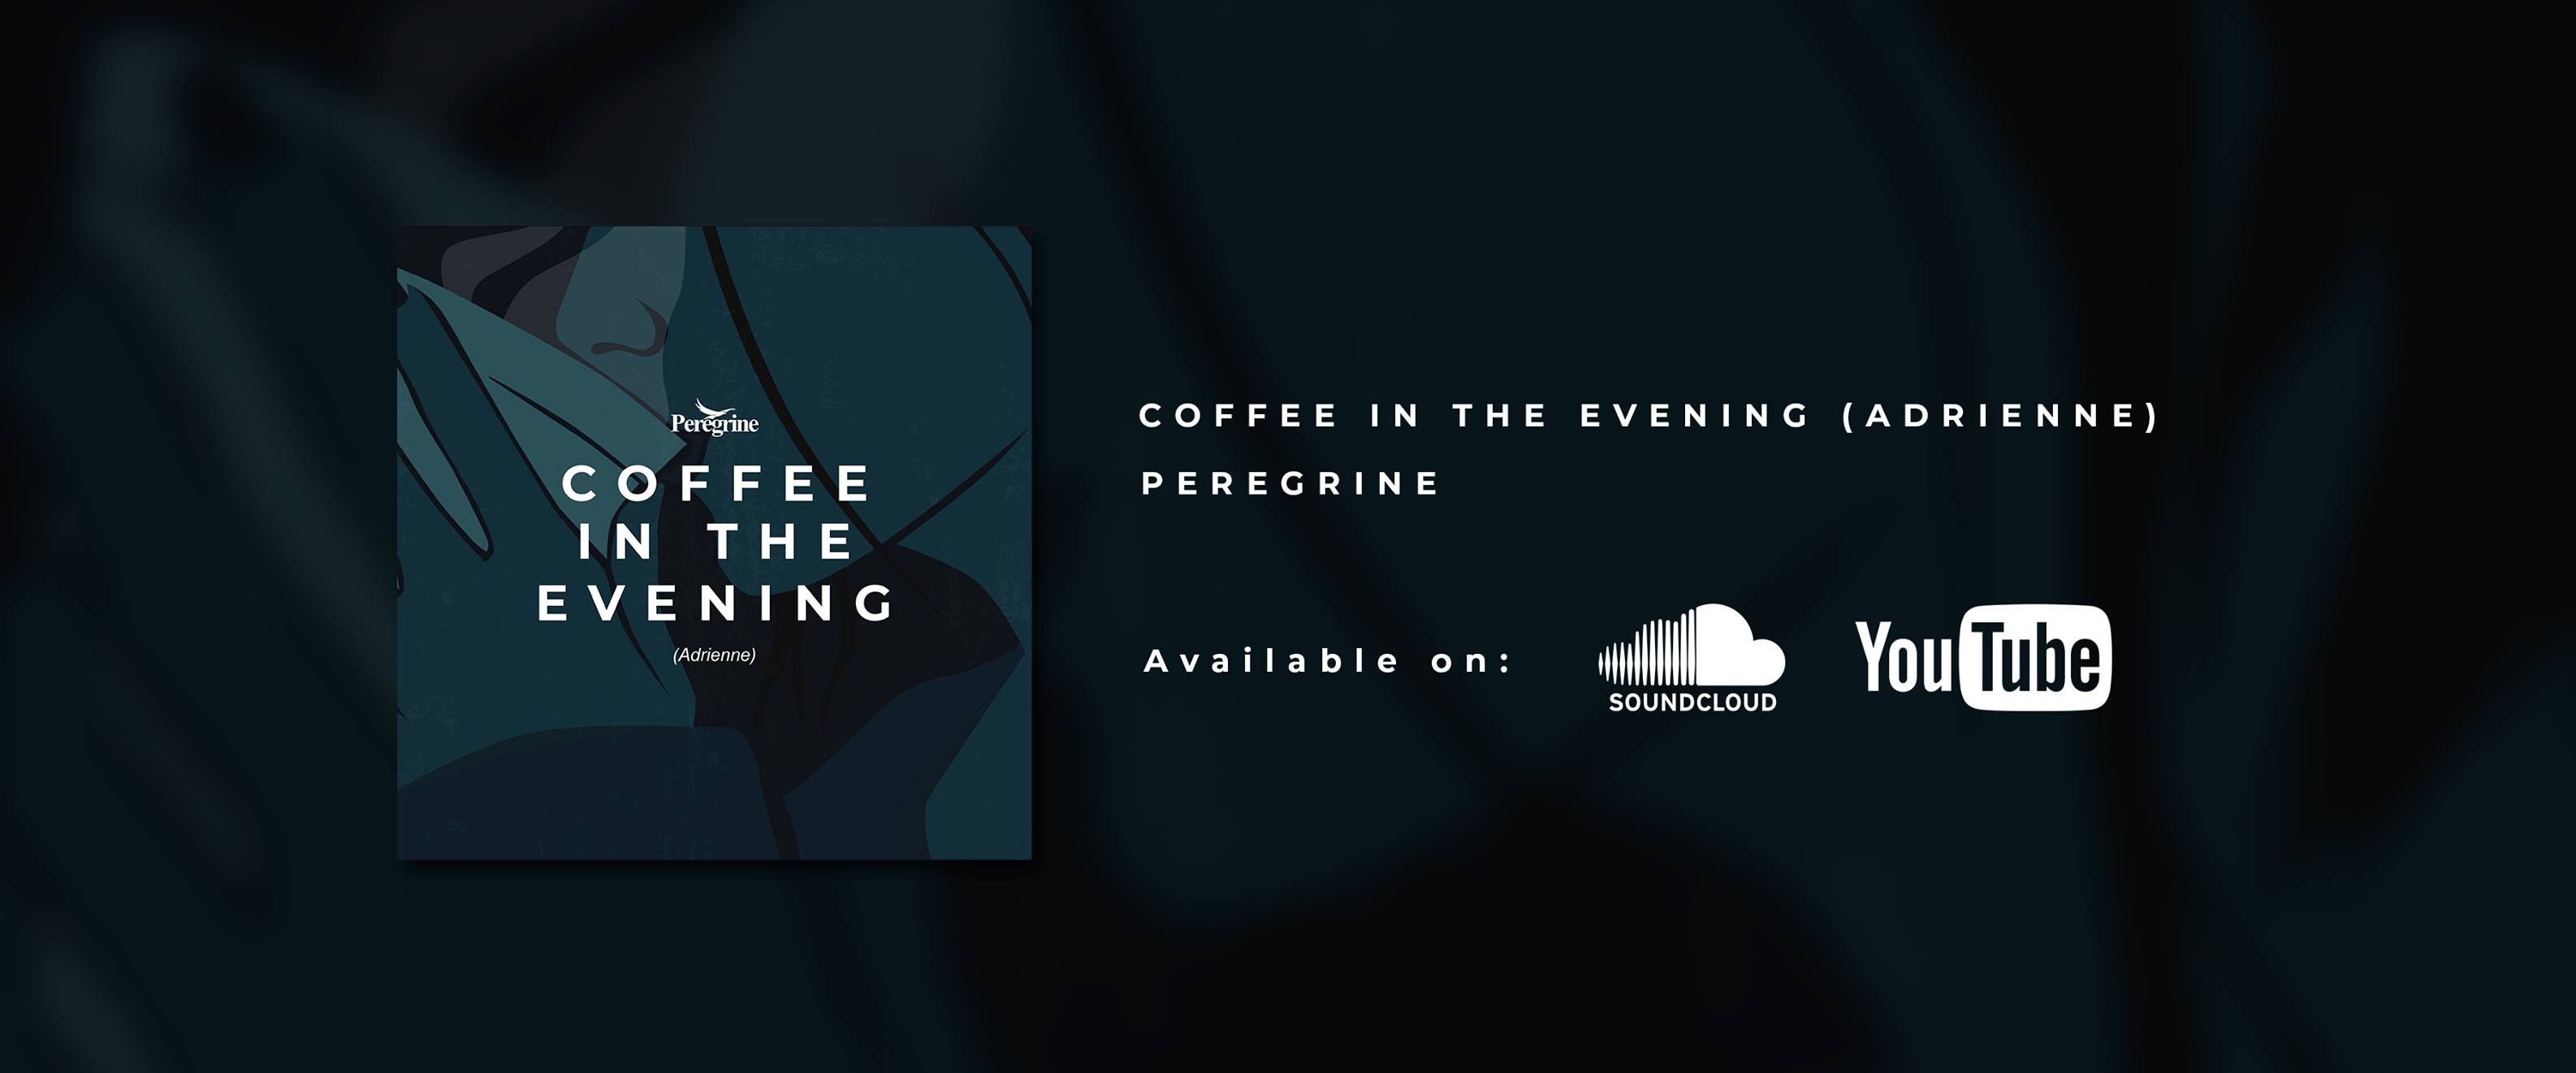 Peregrine
COFFEE
IN THE
EVENING
(Adrienne)
COFFEE IN THE EVENING (ADRIENNE)
PEREGRINE
Available on:
SOUNDCLOUD
YouTube